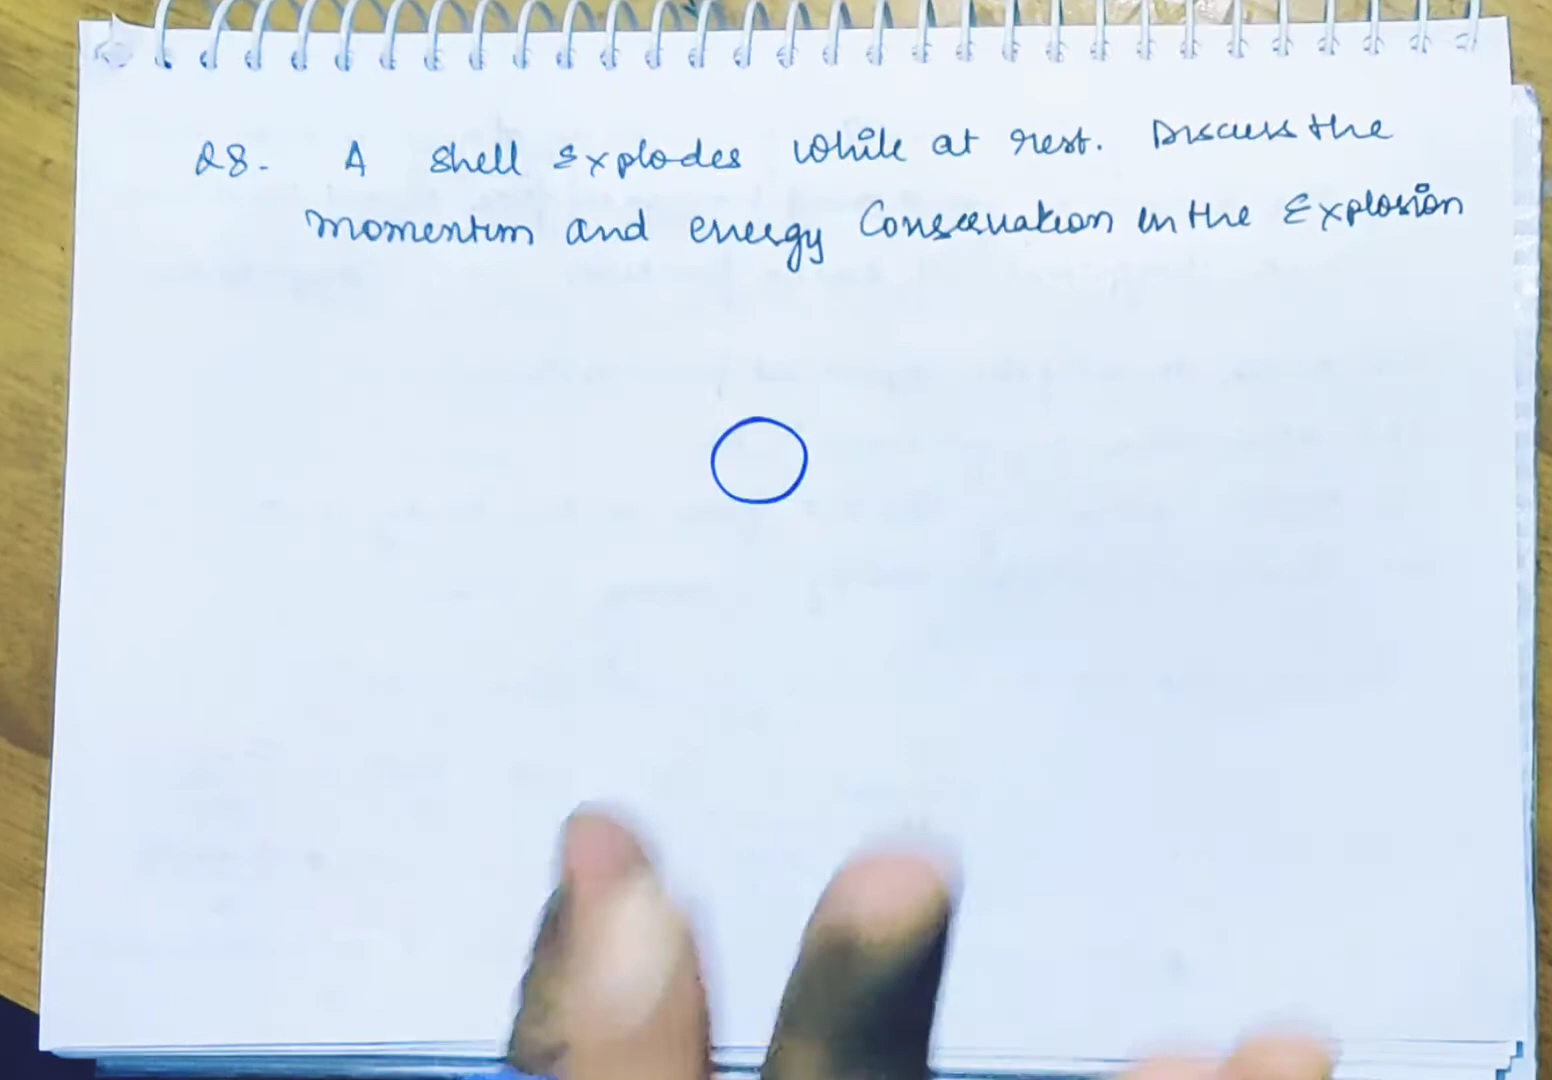 Q8. A shell explodes while at rest. Discuss the
momentum and energy Conservation in the Explosion